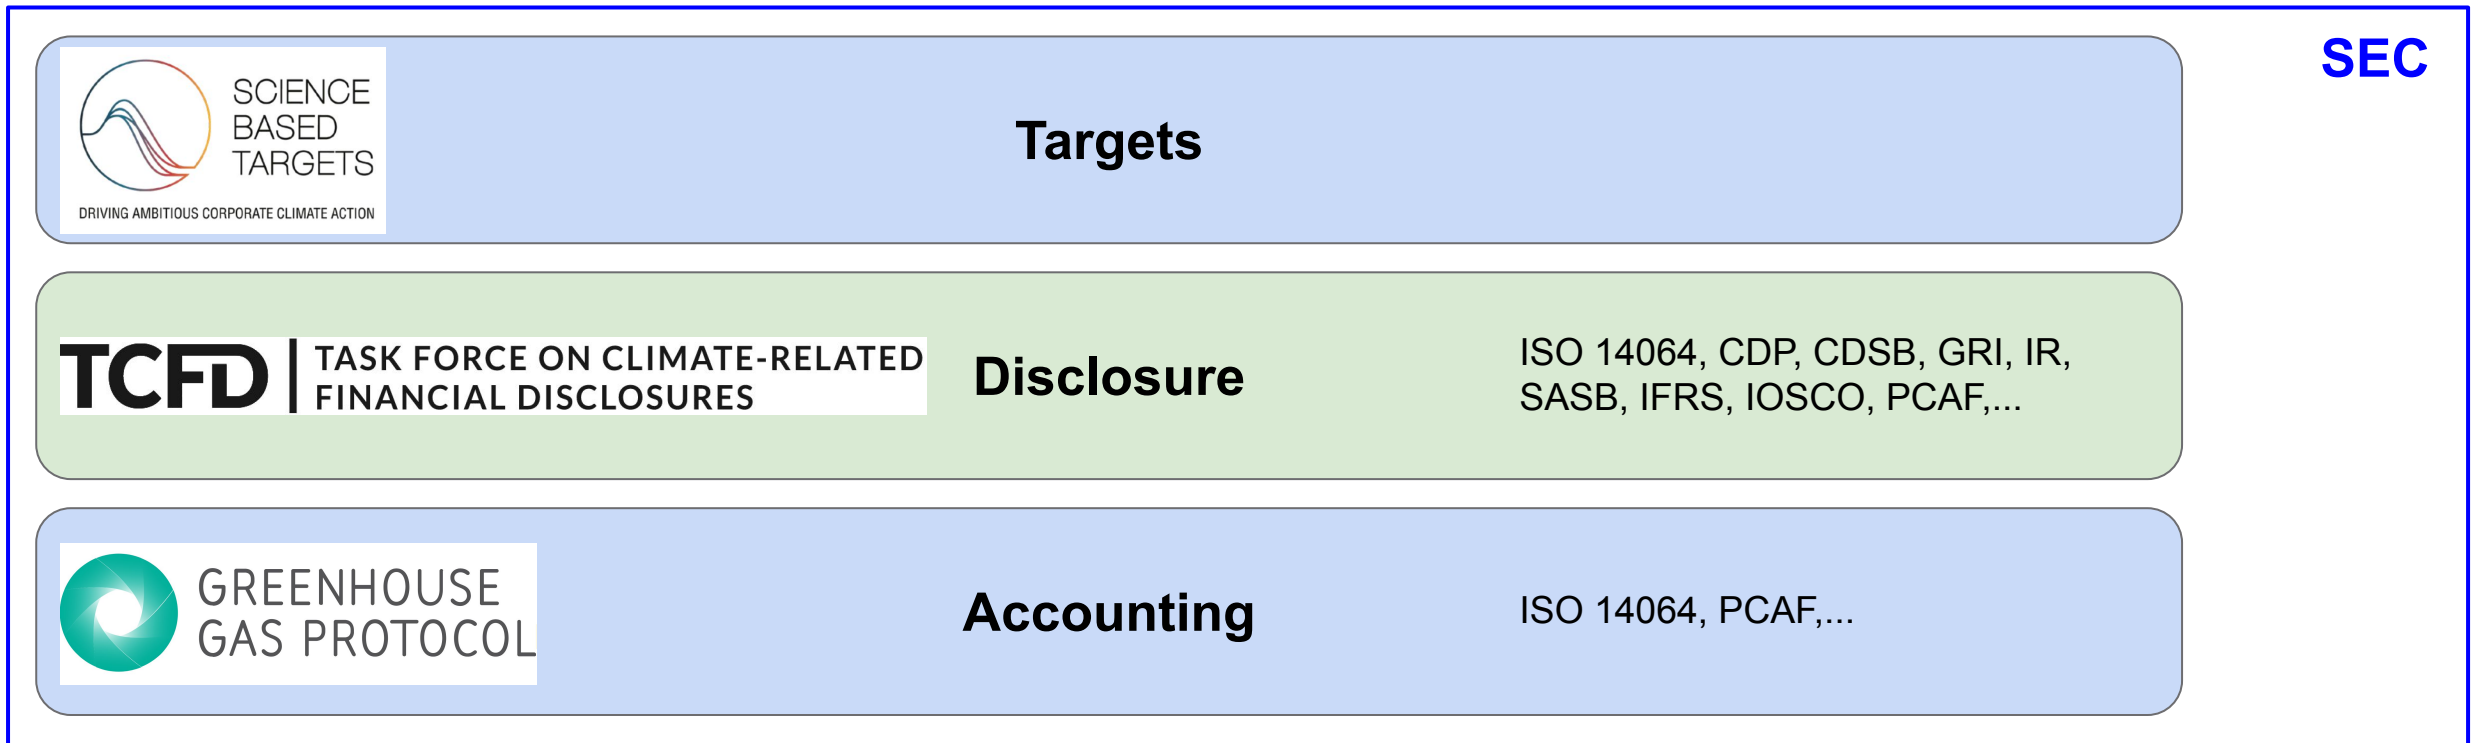 SEC
SCIENCE
BASED
TARGETS
DRIVING AMBITIOUS CORPORATE CLIMATE ACTION
Targets
TCFD
TASK FORCE ON CLIMATE-RELATED
FINANCIAL DISCLOSURES
Disclosure
ISO 14064, CDP, CDSB, GRI, IR,
SASB, IFRS, IOSCO, PCAF,...
GREENHOUSE
GAS PROTOCOL
Accounting
ISO 14064, PCAF,...